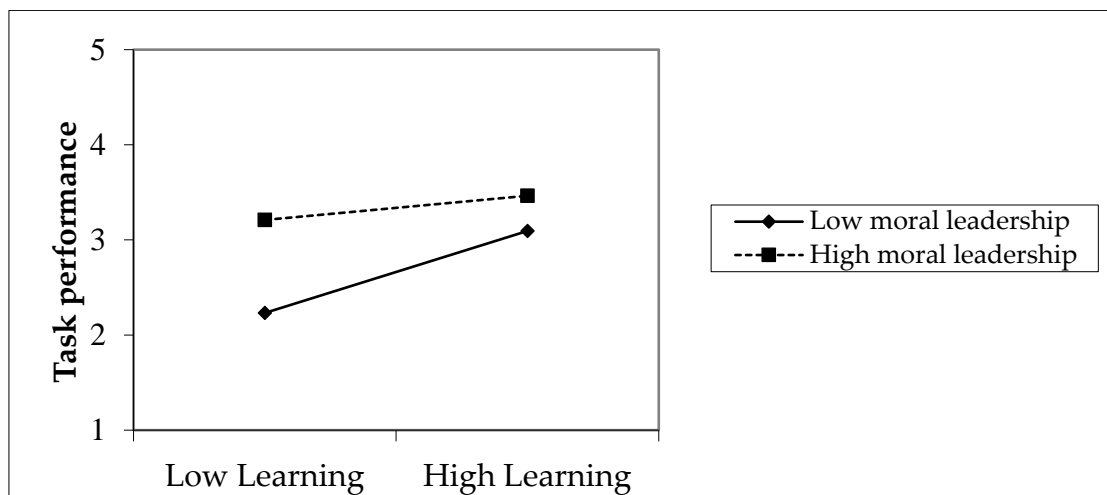 5
4
3
2
1
Task performance
Low Learning
High Learning
Low moral leadership
High moral leadership